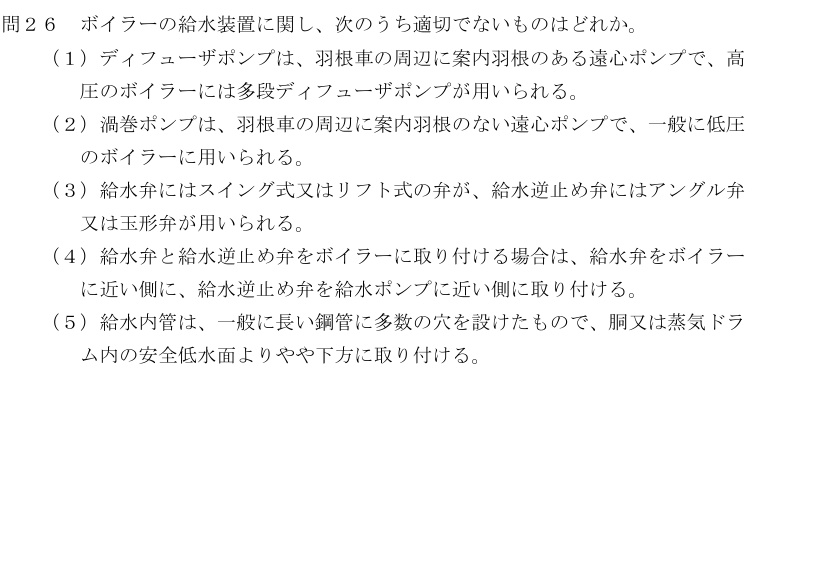 問２６　ボイラーの給水装置に関し、次のうち適切でないものはどれか。
（１）ディフューザポンプは、羽根車の周辺に案内羽根のある遠心ポンプで、高
圧のボイラーには多段ディフューザポンプが用いられる。
（２）渦巻ポンプは、羽根車の周辺に案内羽根のない遠心ポンプで、一般に低圧
のボイラーに用いられる。
（３）給水弁にはスイング式又はリフト式の弁が、給水逆止め弁にはアングル弁
又は玉形弁が用いられる。
（４）給水弁と給水逆止め弁をボイラーに取り付ける場合は、給水弁をボイラー
に近い側に、給水逆止め弁を給水ポンプに近い側に取り付ける。
（５）給水内管は、一般に長い鋼管に多数の穴を設けたもので、胴又は蒸気ドラ
ム内の安全低水面よりやや下方に取り付ける。